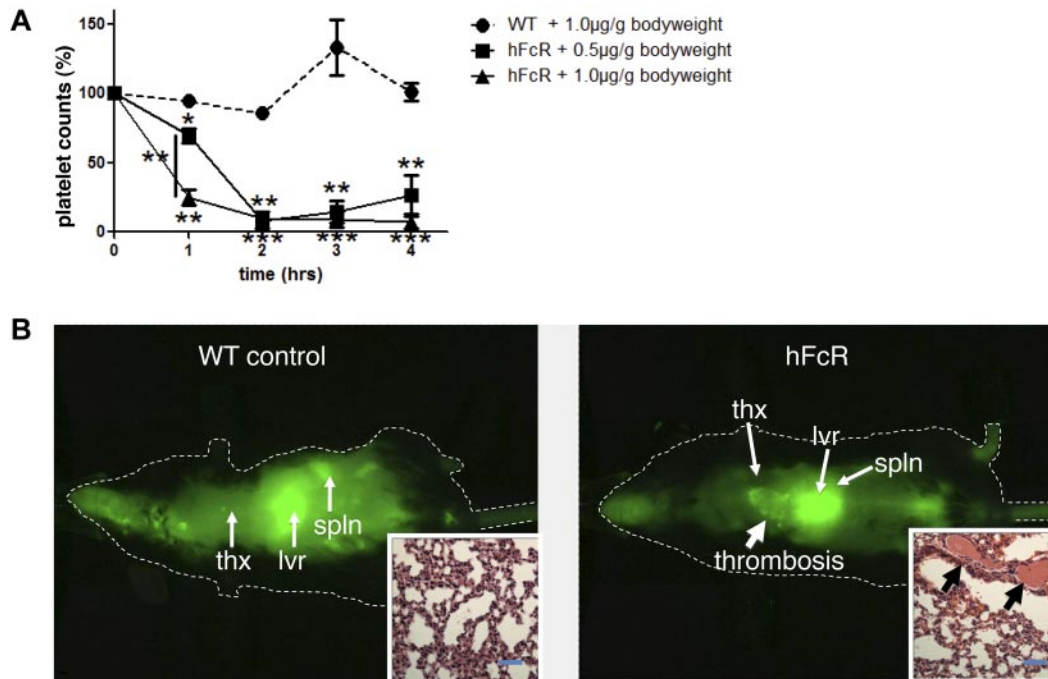 A
150
100
50
0
platelet counts (%)
0 1 2 3 4
time (hrs)
*
**
**
**
***
**
***
**
***
WT + 1.0µg/g bodyweight
hFcR + 0.5µg/g bodyweight
hFcR + 1.0µg/g bodyweight
B
WT control
thx
lvr
spln
hFcR
thx
lvr
spln
thrombosis